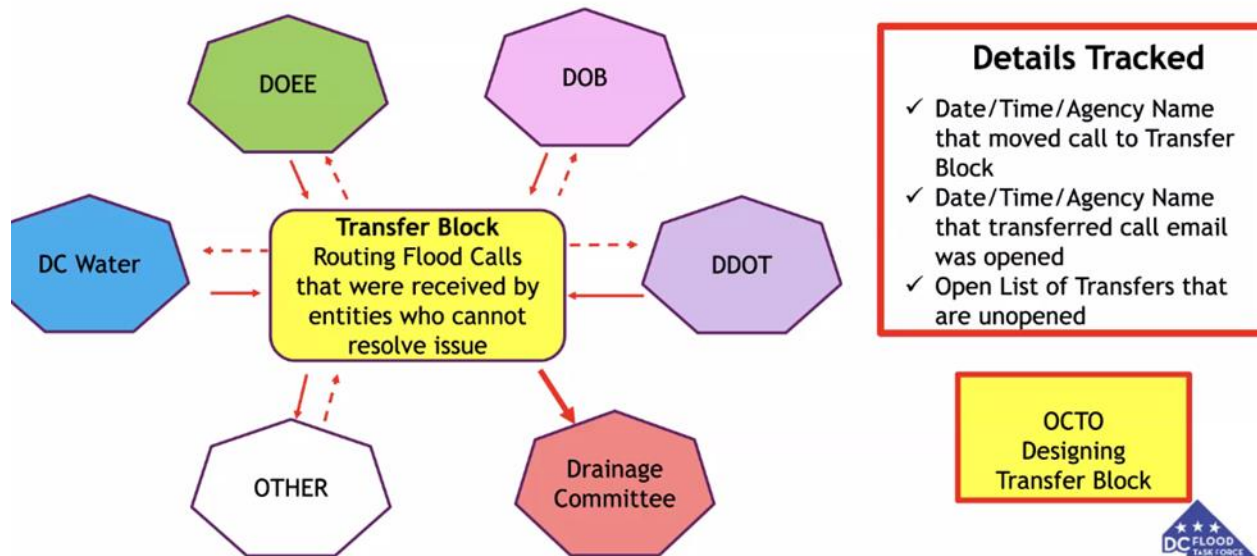 DOEE
DOB
DC Water
Transfer Block
Routing Flood Calls
that were received by
entities who cannot
resolve issue
DDOT
OTHER
Drainage
Committee
Details Tracked
✓ Date/Time/Agency Name
that moved call to Transfer
Block
✓ Date/Time/Agency Name
that transferred call email
was opened
✓ Open List of Transfers that
are unopened
OCTO
Designing
Transfer Block
DC FLOOD
TASK FORCE